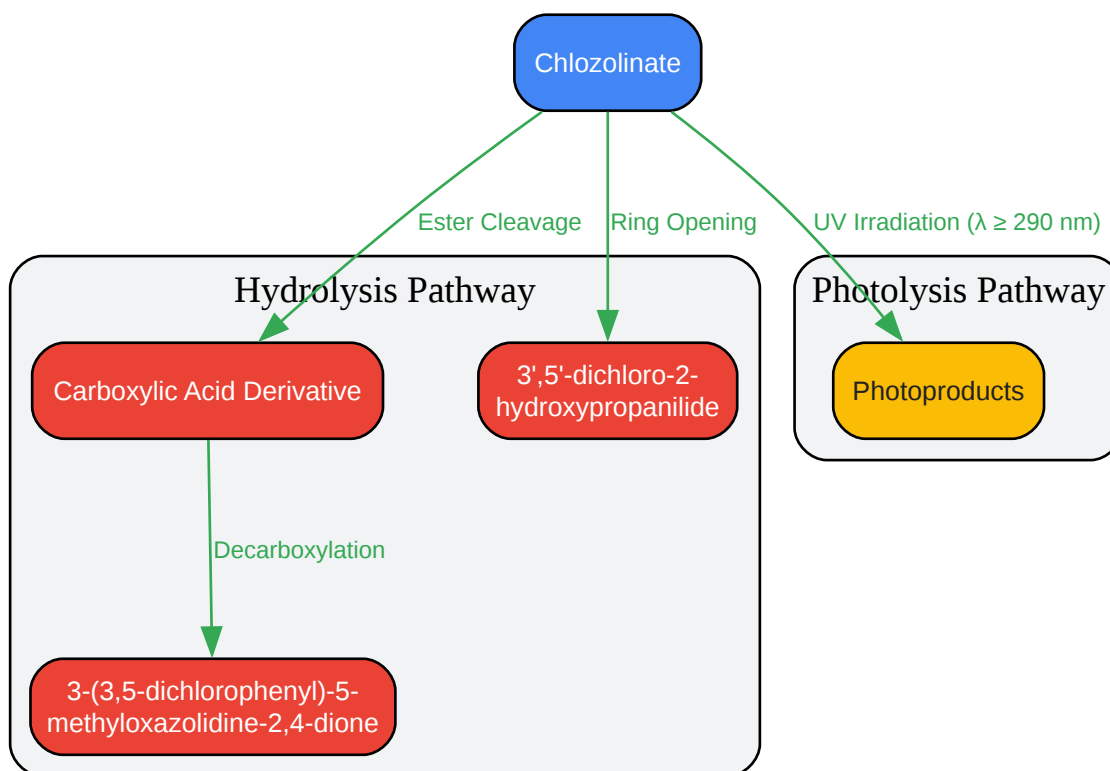 Chlozolinate
Ester Cleavage
Ring Opening
UV Irradiation (λ ≥ 290 nm)
Hydrolysis Pathway
Photolysis Pathway
Carboxylic Acid Derivative
3',5'-dichloro-2-
hydroxypropanilide
Photoproducts
Decarboxylation
3-(3,5-dichlorophenyl)-5-
methyloxazolidine-2,4-dione